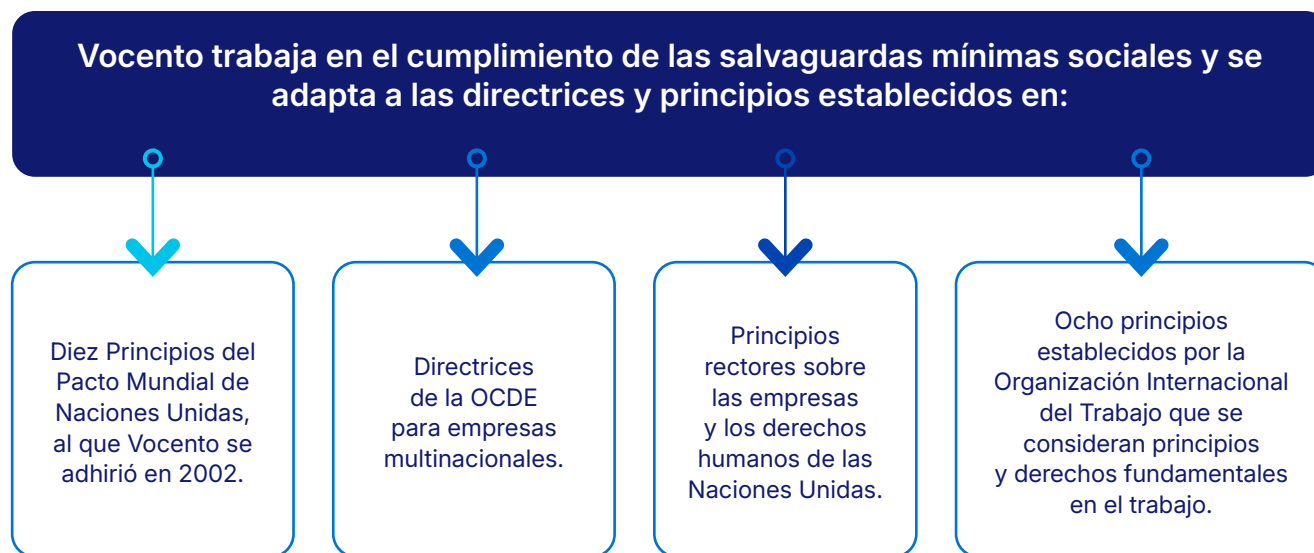 Vocento trabaja en el cumplimiento de las salvaguardas mínimas sociales y se
adapta a las directrices y principios establecidos en:
Diez Principios del
Pacto Mundial de
Naciones Unidas,
al que Vocento se
adhirió en 2002.
Directrices
de la OCDE
para empresas
multinacionales.
Principios
rectores sobre
las empresas
y los derechos
humanos de las
Naciones Unidas.
Ocho principios
establecidos por la
Organización Internacional
del Trabajo que se
consideran principios
y derechos fundamentales
en el trabajo.